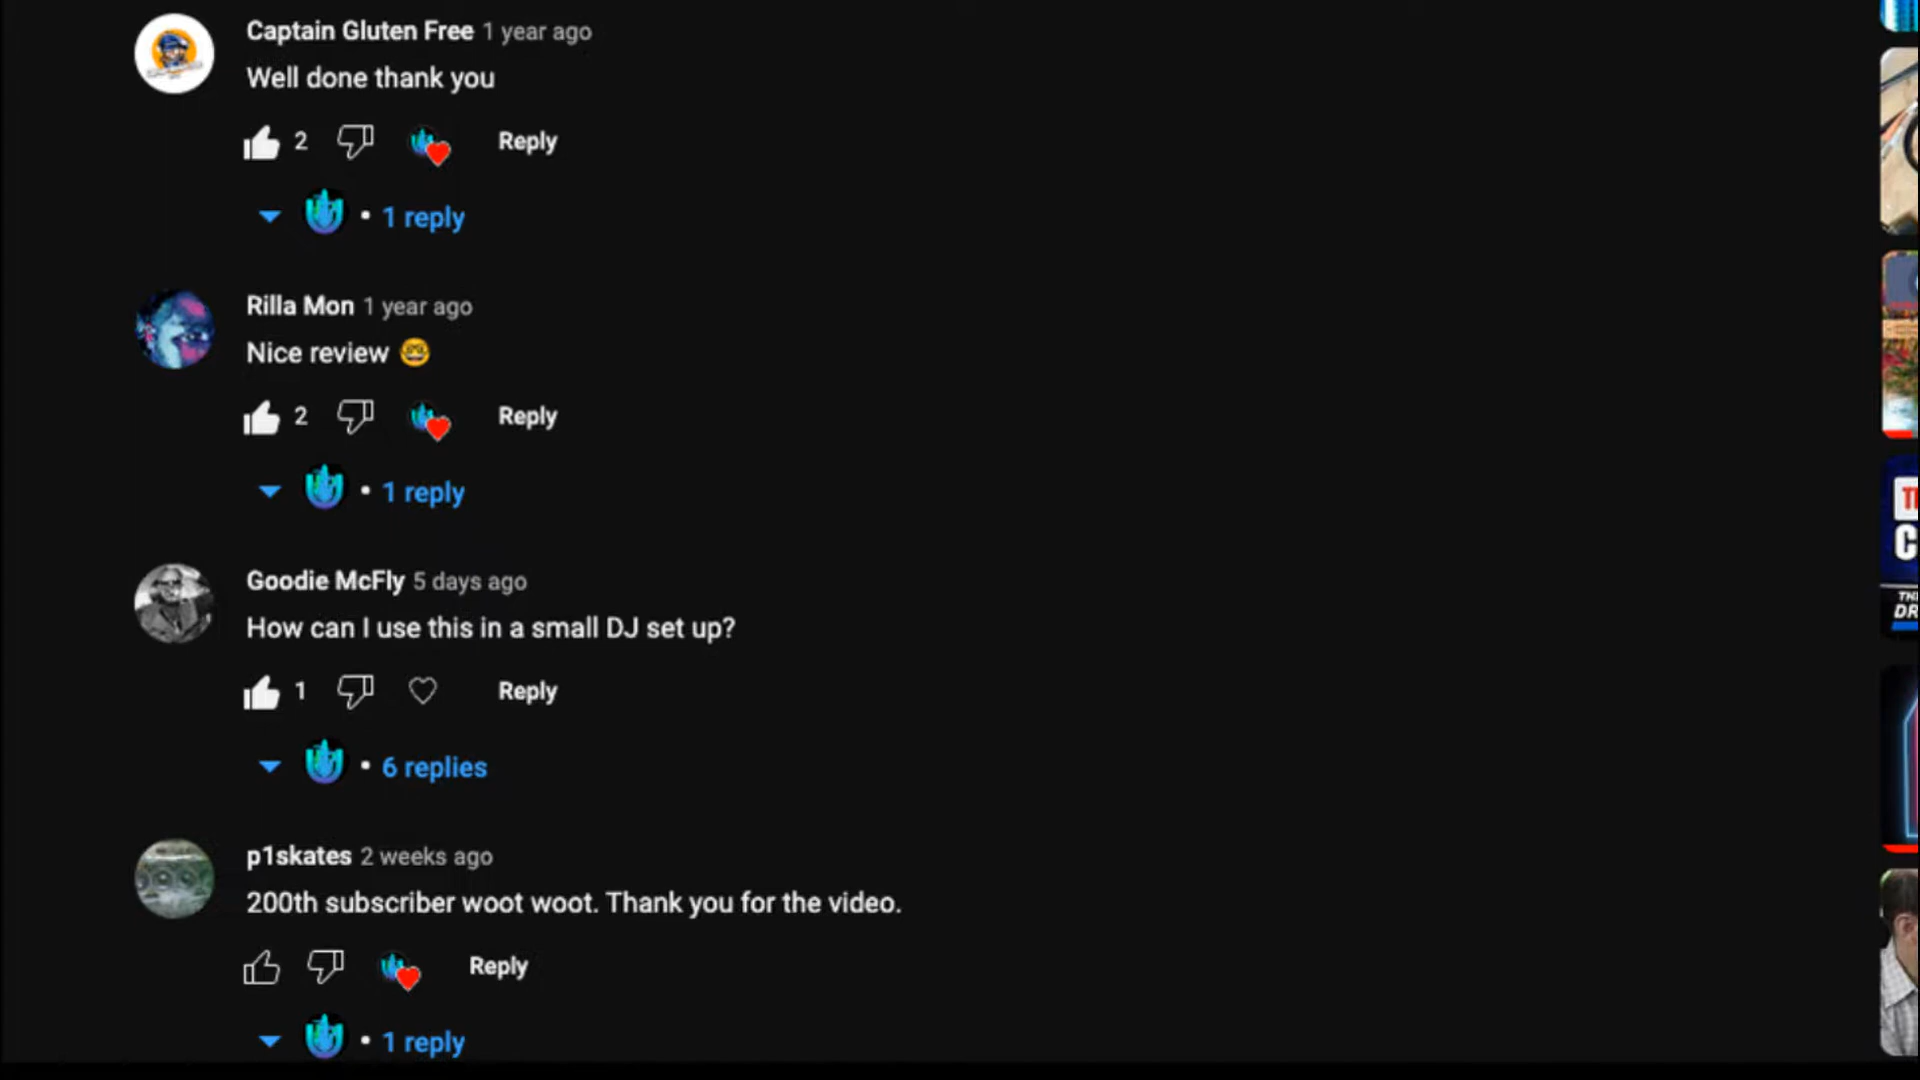 Captain Gluten Free 1 year ago
Well done thank you
2 Reply
• 1 reply
Rilla Mon 1 year ago
Nice review 🤓
2 Reply
• 1 reply
Goodie McFly 5 days ago
How can I use this in a small DJ set up?
1 Reply
• 6 replies
p1skates 2 weeks ago
200th subscriber woot woot. Thank you for the video.
Reply
• 1 reply